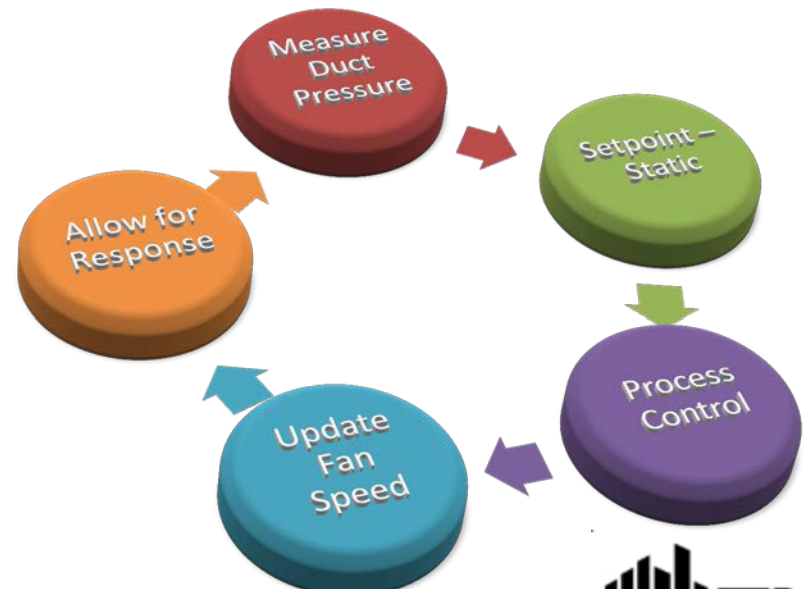 Measure
Duct
Pressure
Setpoint –
Static
Process
Control
Update
Fan
Speed
Allow for
Response